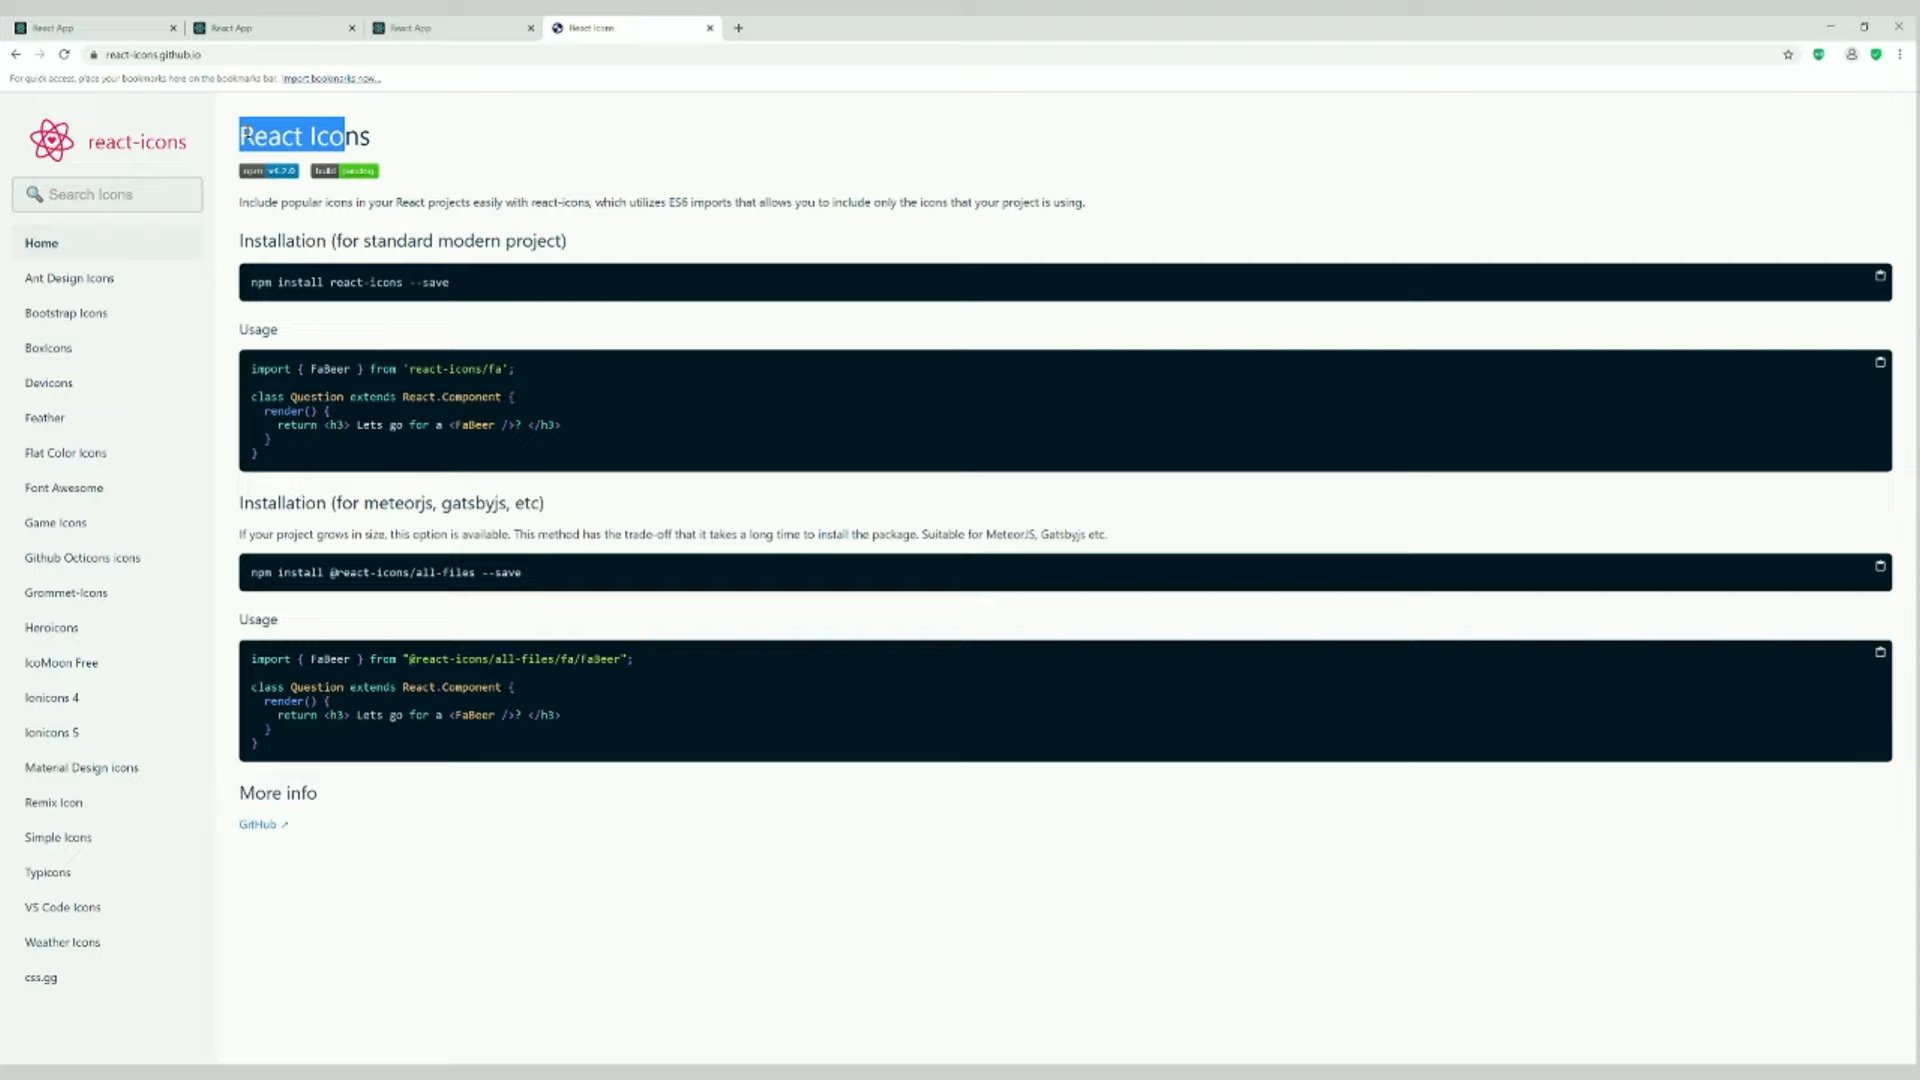 React App
React App
React App
React Icons
react-icons.github.io
For quick access, place your bookmarks here on the bookmarks bar. Import bookmarks now...
react-icons
Search Icons
Home
Ant Design Icons
Bootstrap Icons
BoxIcons
Devicons
Feather
Flat Color Icons
Font Awesome
Game Icons
Github Octicons icons
Grommet-Icons
Heroicons
IcoMoon Free
Ionicons 4
Ionicons 5
Material Design icons
Remix Icon
Simple Icons
Typicons
VS Code Icons
Weather Icons
css.gg
React Icons
npm v4.2.0 build passing
Include popular icons in your React projects easily with react-icons, which utilizes ES6 imports that allows you to include only the icons that your project is using.
Installation (for standard modern project)
npm install react-icons --save
Usage
import { FaBeer } from 'react-icons/fa';
class Question extends React.Component {
render() {
return <h3> Lets go for a <FaBeer />? </h3>
}
}
Installation (for meteorjs, gatsbyjs, etc)
If your project grows in size, this option is available. This method has the trade-off that it takes a long time to install the package. Suitable for MeteorJS, Gatsbyjs etc.
npm install @react-icons/all-files --save
Usage
import { FaBeer } from "@react-icons/all-files/fa/FaBeer";
class Question extends React.Component {
render() {
return <h3> Lets go for a <FaBeer />? </h3>
}
}
More info
GitHub ↗